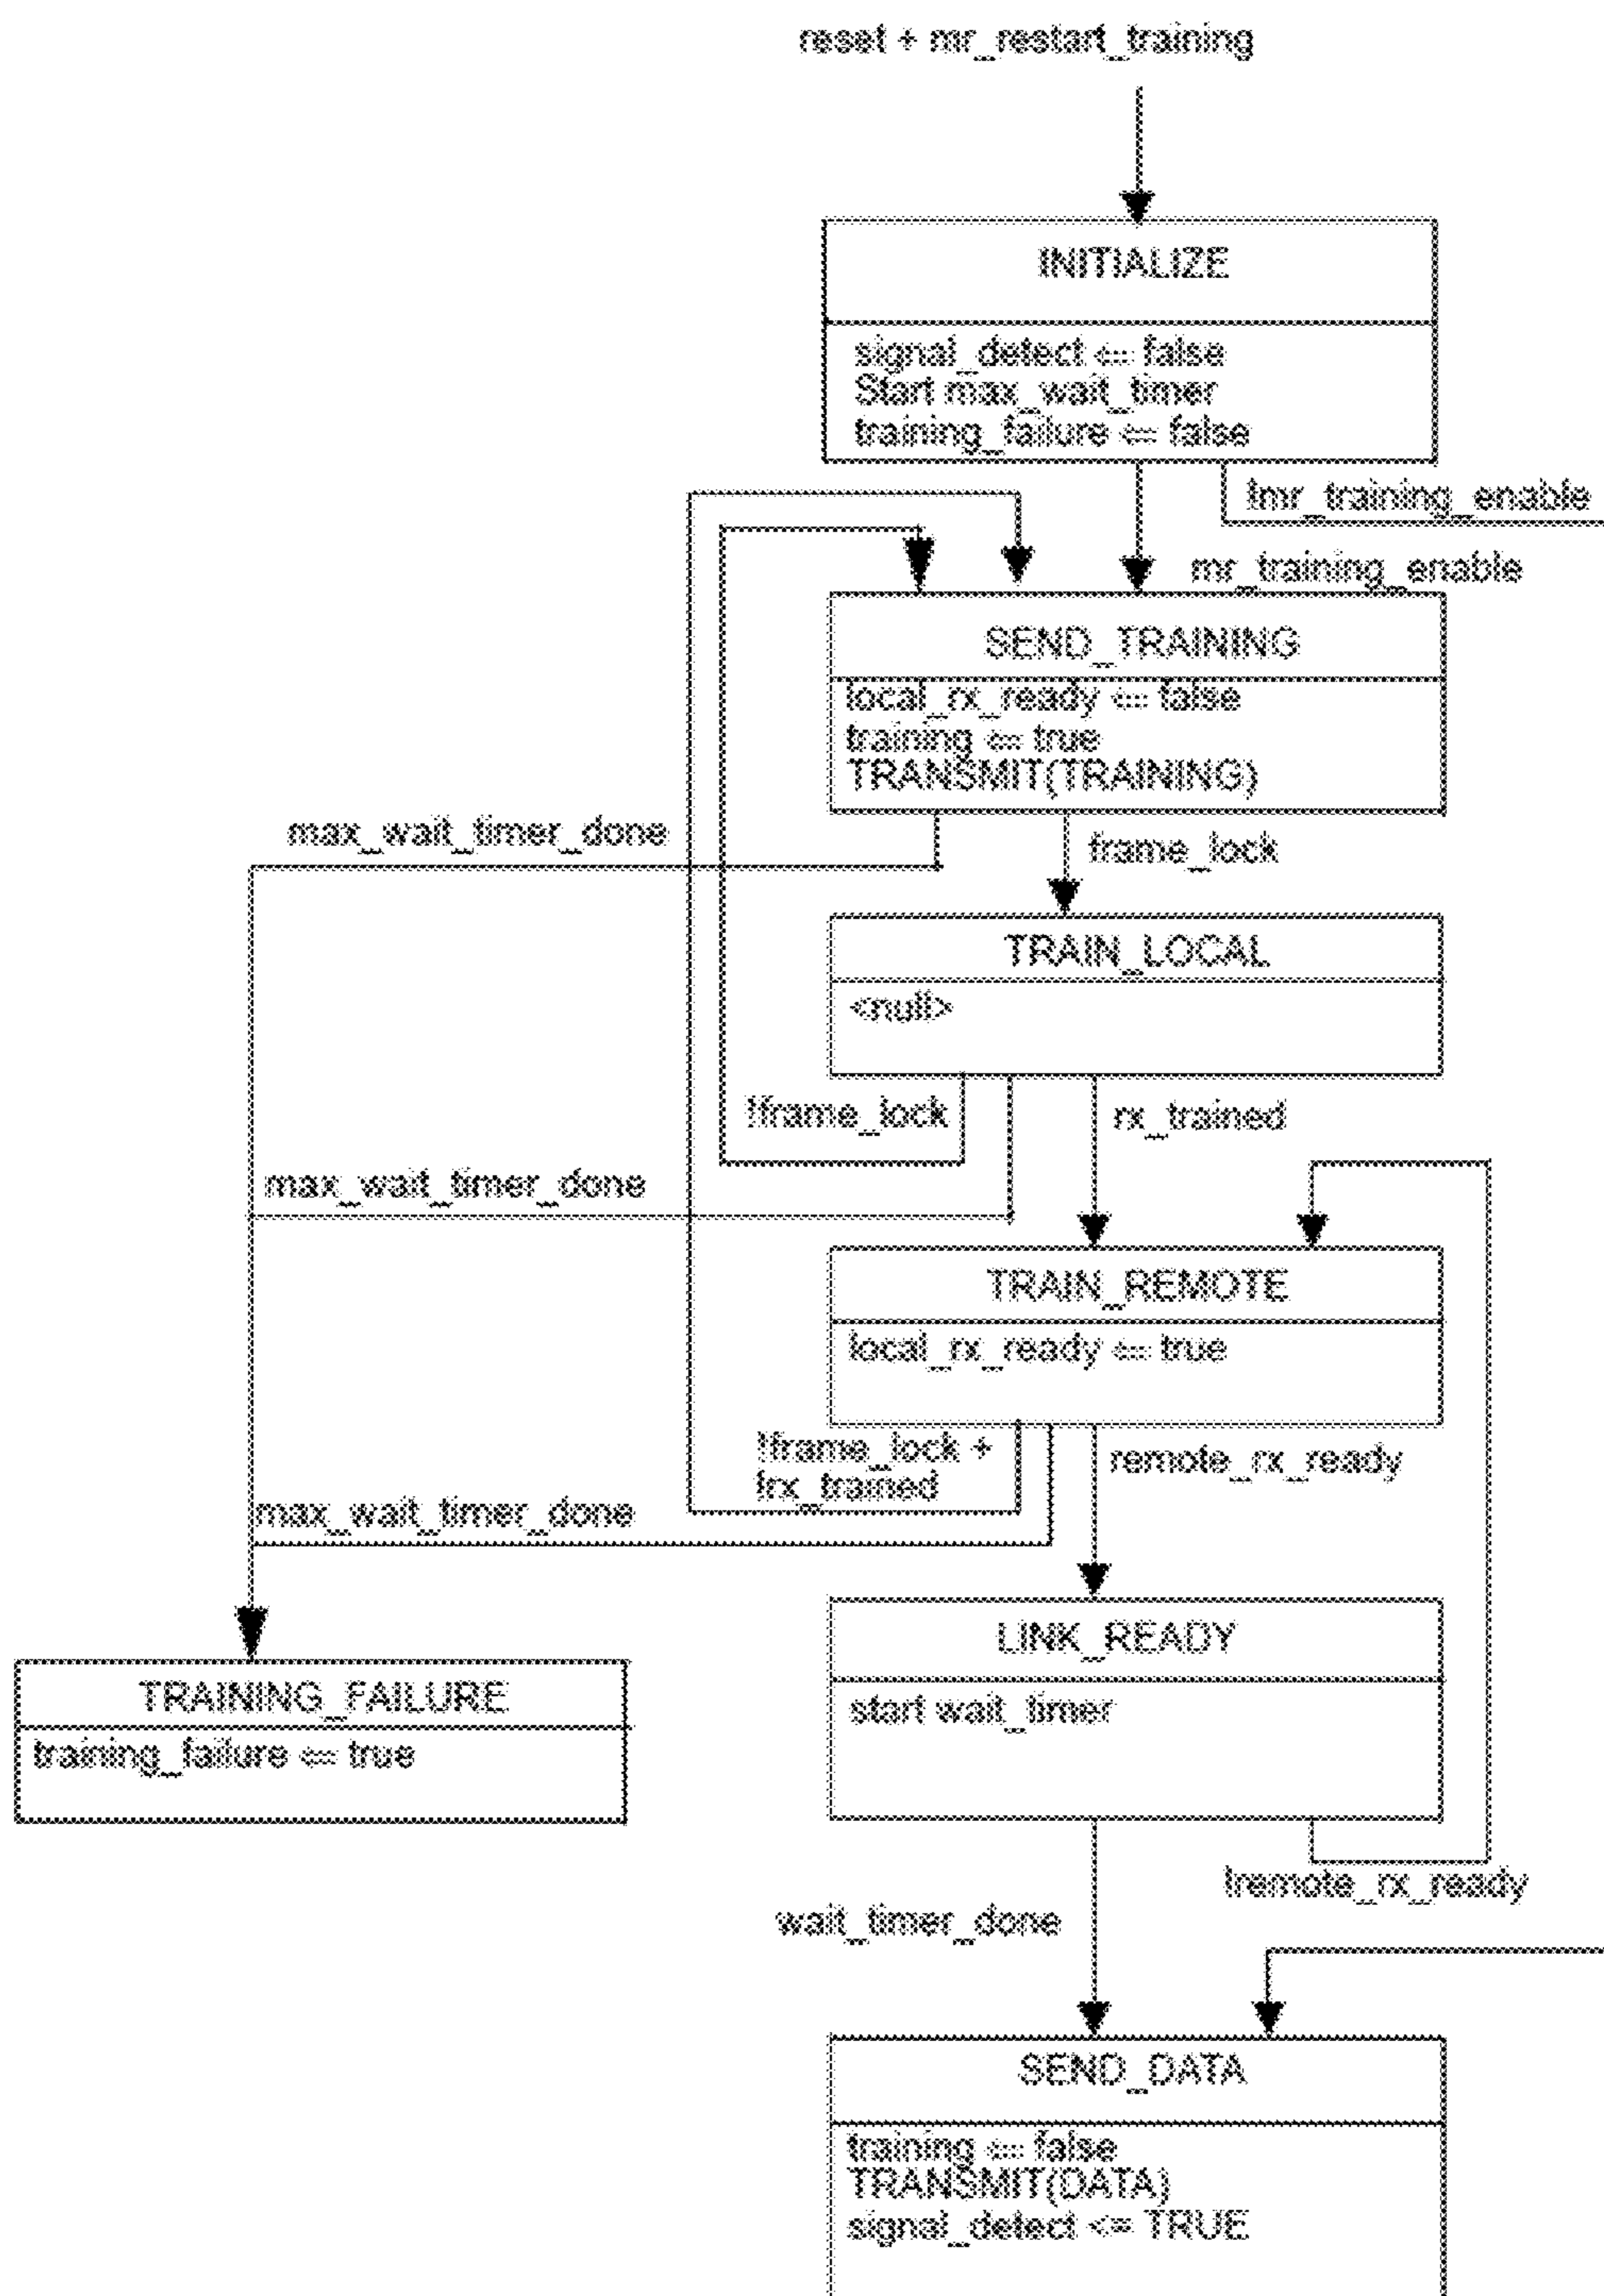 reset + mr_restart_training
INITIALIZE
signal_detect ⇐ false
Start max_wait_timer
training_failure ⇐ false
!mr_training_enable
mr_training_enable
SEND_TRAINING
local_rx_ready ⇐ false
training ⇐ true
TRANSMIT(TRAINING)
max_wait_timer_done
frame_lock
TRAIN_LOCAL
<null>
!frame_lock
rx_trained
max_wait_timer_done
TRAIN_REMOTE
local_rx_ready ⇐ true
!frame_lock +
!rx_trained
remote_rx_ready
max_wait_timer_done
LINK_READY
start wait_timer
TRAINING_FAILURE
training_failure ⇐ true
!remote_rx_ready
wait_timer_done
SEND_DATA
training ⇐ false
TRANSMIT(DATA)
signal_detect <= TRUE